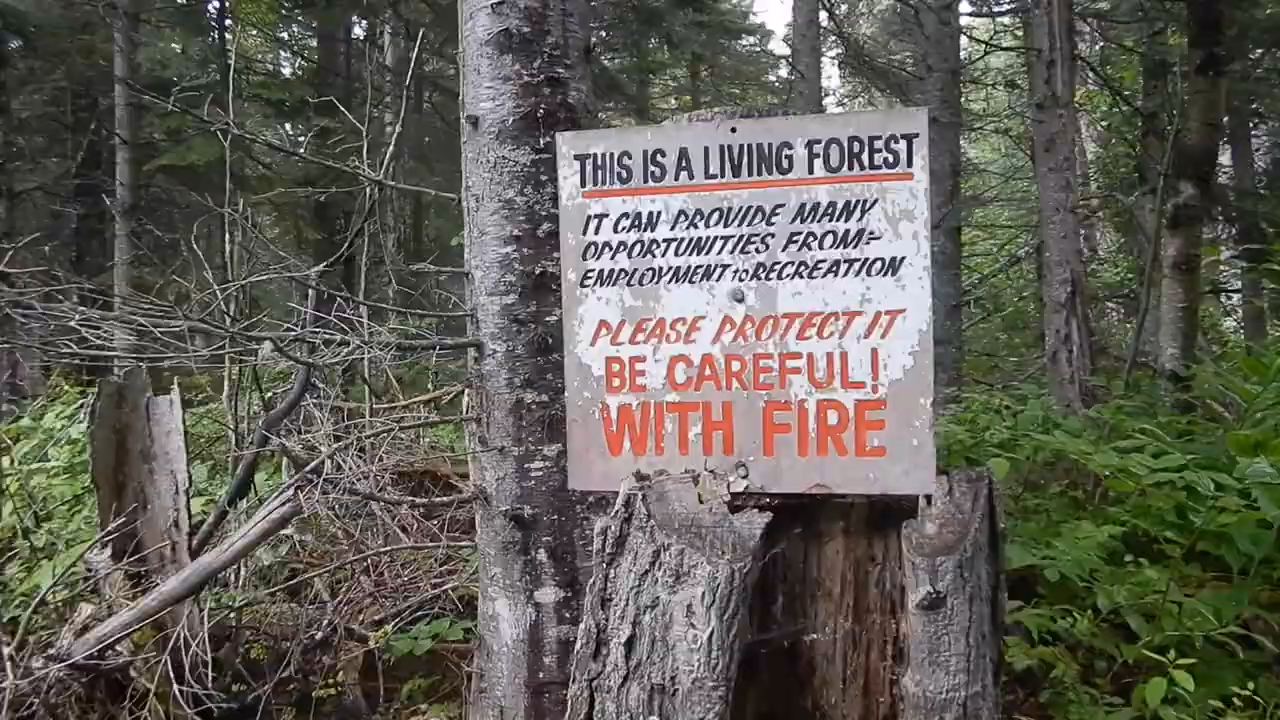 THIS IS A LIVING FOREST
IT CAN PROVIDE MANY
OPPORTUNITIES FROM:-
EMPLOYMENT to RECREATION
PLEASE PROTECT IT
BE CAREFUL!
WITH FIRE